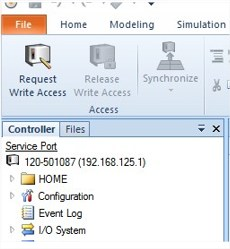 File Home Modeling Simulation
Request Write Access
Release Write Access
Synchronize
Access
Controller Files
Service Port
120-501087 (192.168.125.1)
HOME
Configuration
Event Log
I/O System